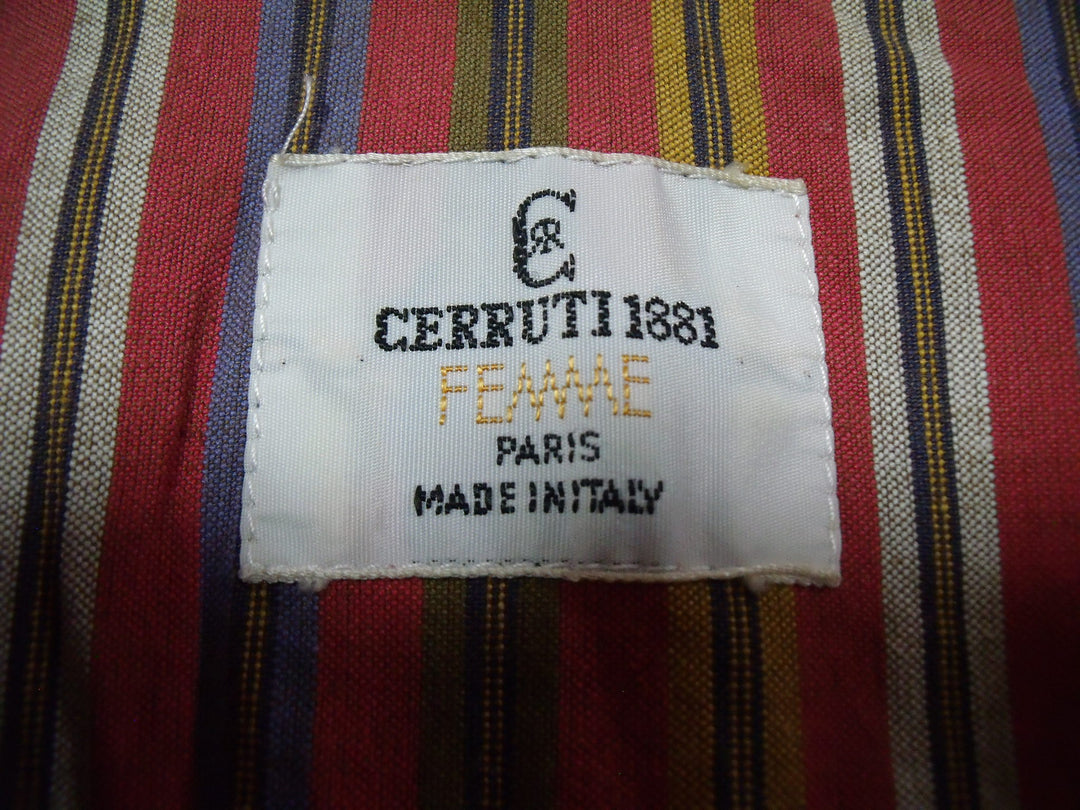 CERRUTI 1881
FEMME
PARIS
MADE IN ITALY